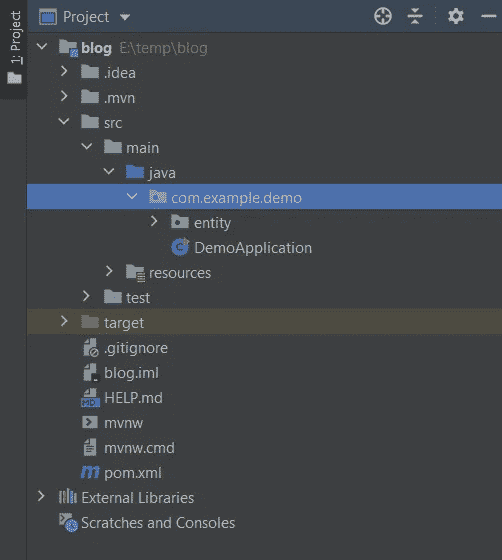 1: Project
Project
blog E:\temp\blog
.idea
.mvn
src
main
java
com.example.demo
entity
DemoApplication
resources
test
target
.gitignore
blog.iml
HELP.md
mvnw
mvnw.cmd
pom.xml
External Libraries
Scratches and Consoles